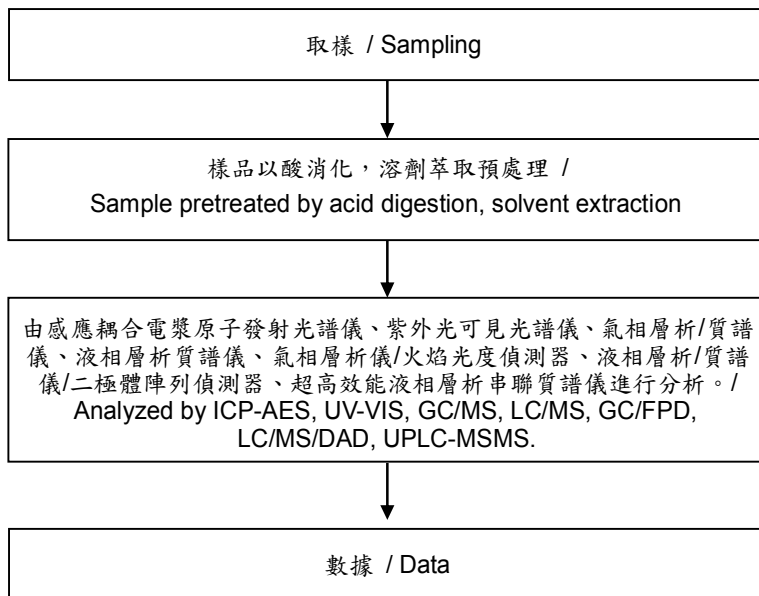 取樣 / Sampling
樣品以酸消化，溶劑萃取預處理 /
Sample pretreated by acid digestion, solvent extraction
由感應耦合電漿原子發射光譜儀、紫外光可見光譜儀、氣相層析/質譜
儀、液相層析質譜儀、氣相層析儀/火焰光度偵測器、液相層析/質譜
儀/二極體陣列偵測器、超高效能液相層析串聯質譜儀進行分析。/
Analyzed by ICP-AES, UV-VIS, GC/MS, LC/MS, GC/FPD,
LC/MS/DAD, UPLC-MSMS.
數據 / Data